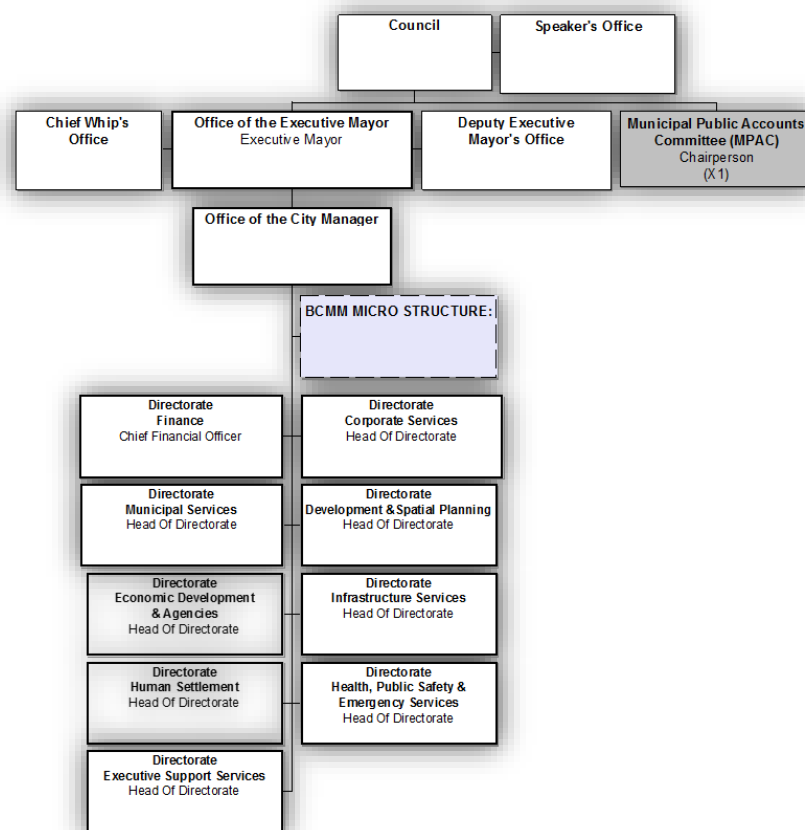 Council
Speaker's Office
Chief Whip's
Office
Office of the Executive Mayor
Executive Mayor
Deputy Executive
Mayor's Office
Municipal Public Accounts
Committee (MPAC)
Chairperson
(X1)
Office of the City Manager
BCMM MICRO STRUCTURE:
Directorate
Finance
Chief Financial Officer
Directorate
Corporate Services
Head Of Directorate
Directorate
Municipal Services
Head Of Directorate
Directorate
Development & Spatial Planning
Head Of Directorate
Directorate
Economic Development
& Agencies
Head Of Directorate
Directorate
Infrastructure Services
Head Of Directorate
Directorate
Human Settlement
Head Of Directorate
Directorate
Health, Public Safety &
Emergency Services
Head Of Directorate
Directorate
Executive Support Services
Head Of Directorate